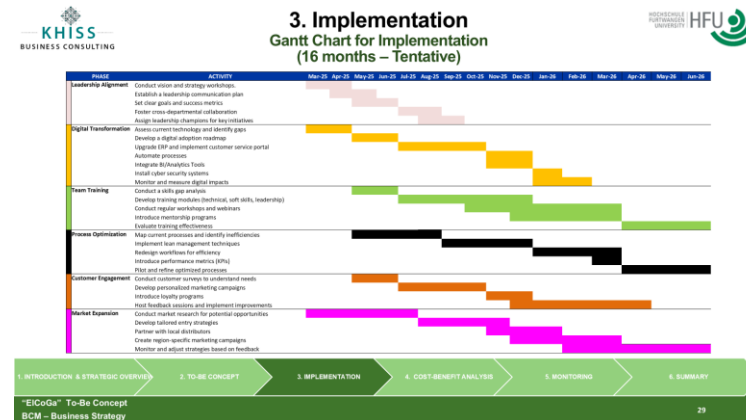 KHISS
BUSINESS CONSULTING
3. Implementation
Gantt Chart for Implementation
(16 months – Tentative)
HOCHSCHULE
FURTWANGEN
UNIVERSITY
HFU
PHASE ACTIVITY Mar-25 Apr-25 May-25 Jun-25 Jul-25 Aug-25 Sep-25 Oct-25 Nov-25 Dec-25 Jan-26 Feb-26 Mar-26 Apr-26 May-26 Jun-26
Leadership Alignment Conduct vision and strategy workshops.
Establish a leadership communication plan
Set clear goals and success metrics
Foster cross-departmental collaboration
Assign leadership champions for key initiatives
Digital Transformation Assess current technology and identify gaps
Develop a digital adoption roadmap
Upgrade ERP and implement customer service portal
Automate processes
Integrate BI/Analytics Tools
Install cyber security systems
Monitor and measure digital impacts
Team Training Conduct a skills gap analysis
Develop training modules (technical, soft skills, leadership)
Conduct regular workshops and webinars
Introduce mentorship programs
Evaluate training effectiveness
Process Optimization Map current processes and identify inefficiencies
Implement lean management techniques
Redesign workflows for efficiency
Introduce performance metrics (KPIs)
Pilot and refine optimized processes
Customer Engagement Conduct customer surveys to understand needs
Develop personalized marketing campaigns
Introduce loyalty programs
Host feedback sessions and implement improvements
Market Expansion Conduct market research for potential opportunities
Develop tailored entry strategies
Partner with local distributors
Create region-specific marketing campaigns
Monitor and adjust strategies based on feedback
1. INTRODUCTION & STRATEGIC OVERVIEW 2. TO-BE CONCEPT 3. IMPLEMENTATION 4. COST-BENEFIT ANALYSIS 5. MONITORING 6. SUMMARY
"ElCoGa" To-Be Concept
BCM – Business Strategy
29